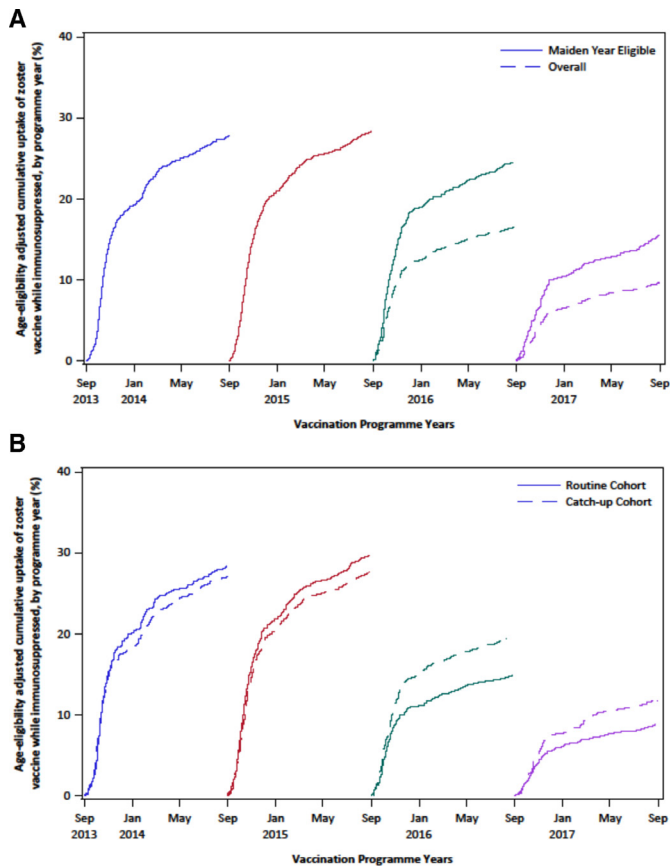 A
Age-eligibility adjusted cumulative uptake of zoster
vaccine while immunosuppressed, by programme year (%)
40
30
20
10
0
Maiden Year Eligible
Overall
Sep Jan May Sep Jan May Sep Jan May Sep Jan May Sep
2013 2014 2015 2016 2017
Vaccination Programme Years
B
Age-eligibility adjusted cumulative uptake of zoster
vaccine while immunosuppressed, by programme year (%)
40
30
20
10
0
Routine Cohort
Catch-up Cohort
Sep Jan May Sep Jan May Sep Jan May Sep Jan May Sep
2013 2014 2015 2016 2017
Vaccination Programme Years